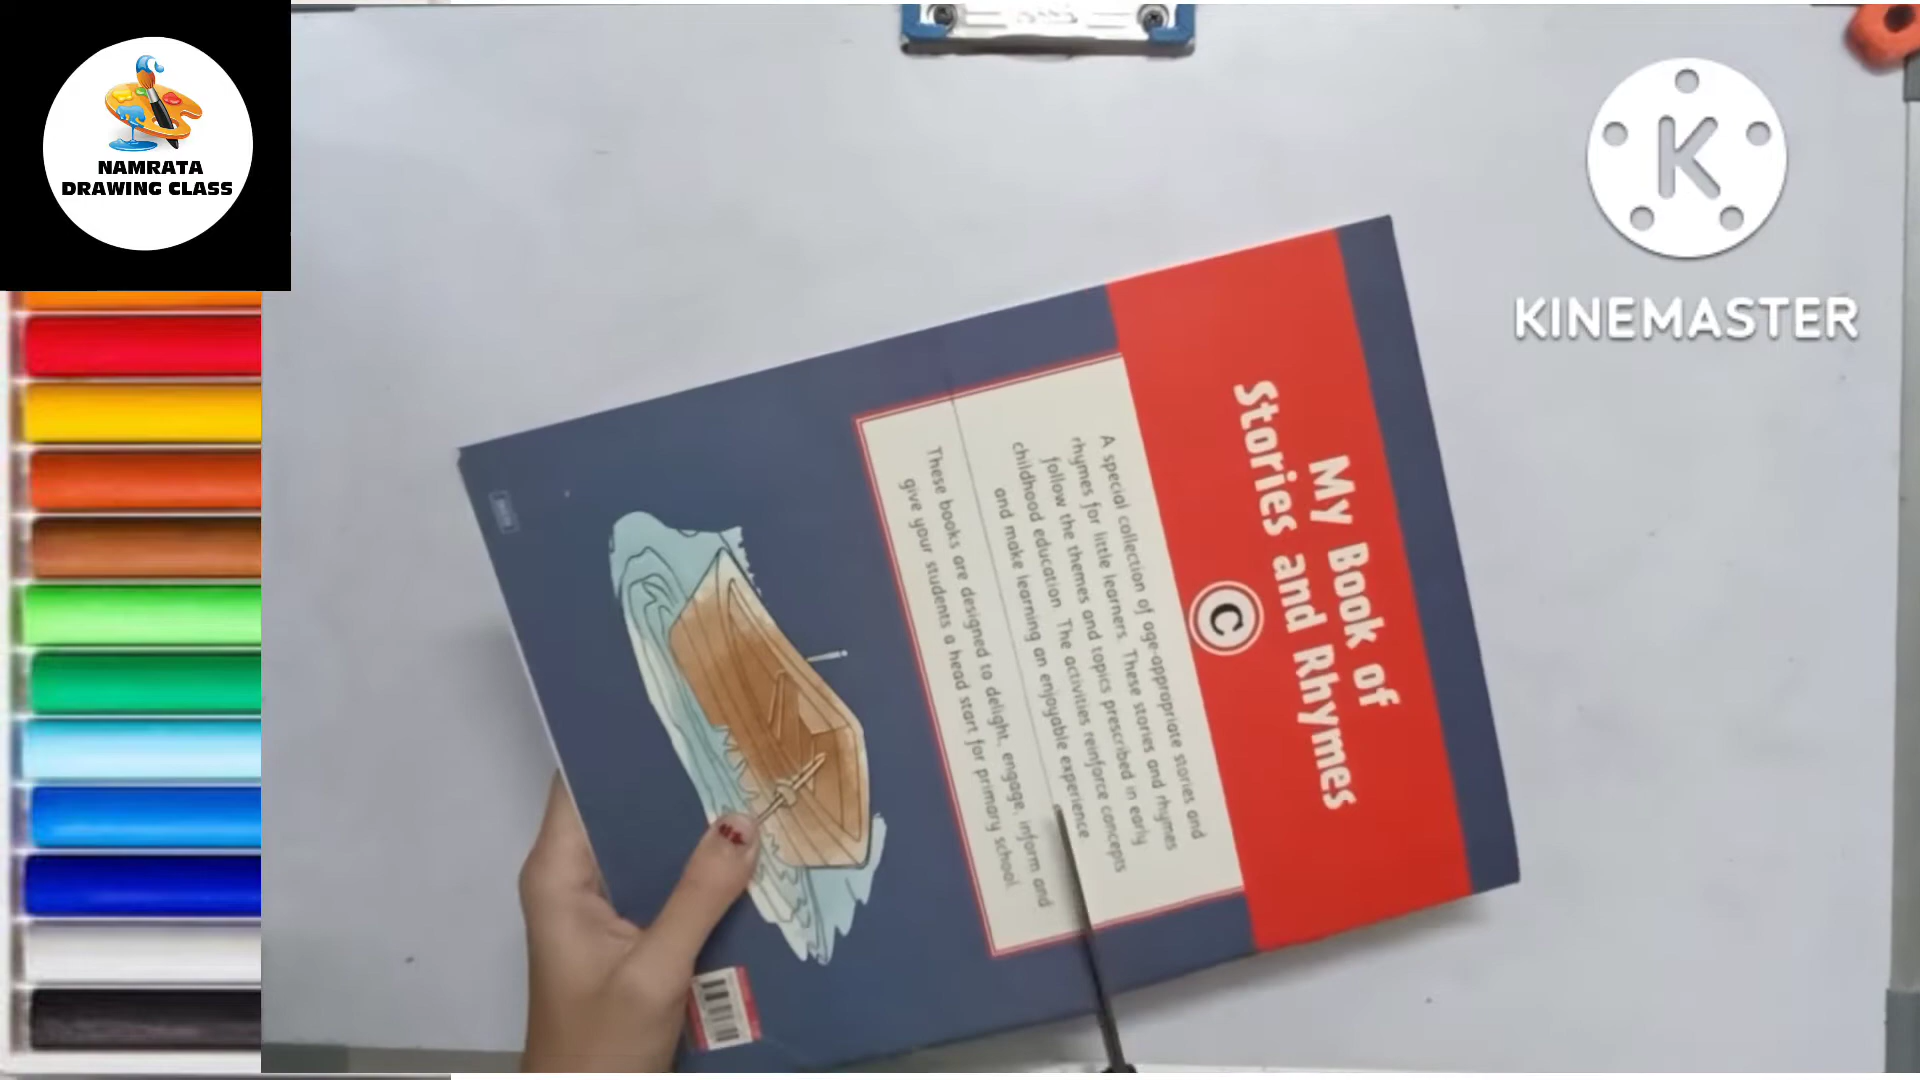 NAMRATA
DRAWING CLASS
K
KINEMASTER
My Book of
Stories and Rhymes
C
A special collection of age-appropriate stories and
rhymes for little learners. These stories and rhymes
follow the themes and topics prescribed in early
childhood education. The activities reinforce concepts
and make learning an enjoyable experience.
These books are designed to delight, engage, inform and
give your students a head start for primary school.